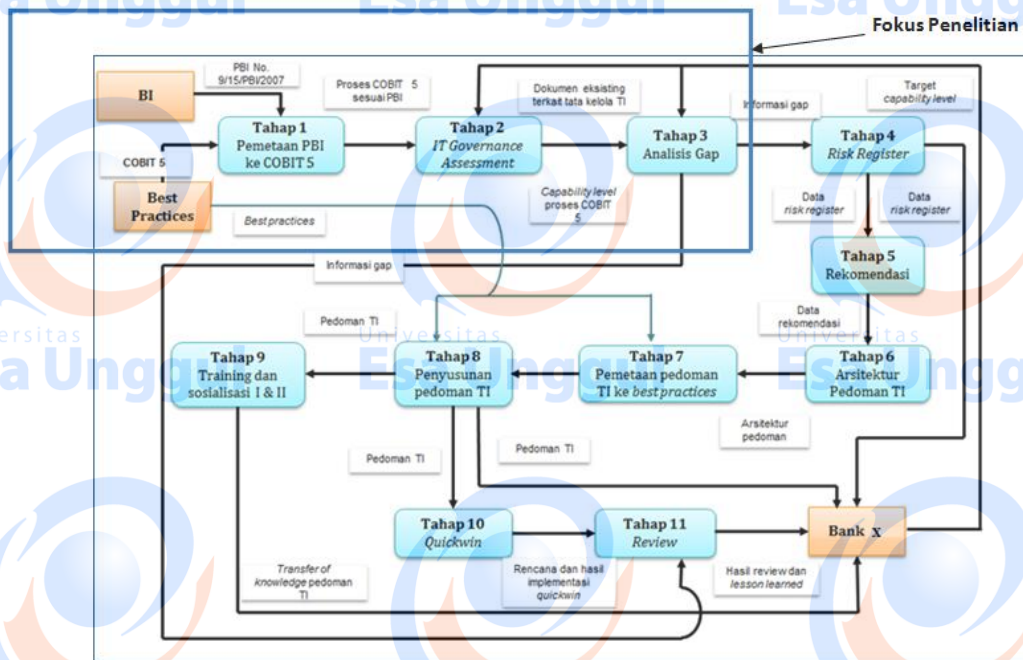 Esa Unggul
Esa Unggul
Fokus Penelitian
BI
PBI No.
9/15/PBI/2007
Proses COBIT 5
sesuai PBI
Dokumen eksisting
terkait tata kelola TI
Informasi gap
Target
capability level
Tahap 1
Pemetaan PBI
ke COBIT 5
Tahap 2
IT Governance
Assessment
Tahap 3
Analisis Gap
Tahap 4
Risk Register
COBIT 5
Best
Practices
Best practices
Capability level
proses COBIT
5
Data
risk register
Data
risk register
Informasi gap
Tahap 5
Rekomendasi
Data
rekomendasi
Pedoman TI
ersitas
a Unggul
Universitas
Esa Unggul
Universitas
Esa Unggul
Tahap 9
Training dan
sosialisasi I & II
Tahap 8
Penyusunan
pedoman TI
Tahap 7
Pemetaan pedoman
TI ke best practices
Tahap 6
Arsitektur
Pedoman TI
Arsitektur
pedoman
Pedoman TI
Pedoman TI
Tahap 10
Quickwin
Tahap 11
Review
Bank X
Transfer of
knowledge pedoman
TI
Rencana dan hasil
implementasi
quickwin
Hasil review dan
lesson learned